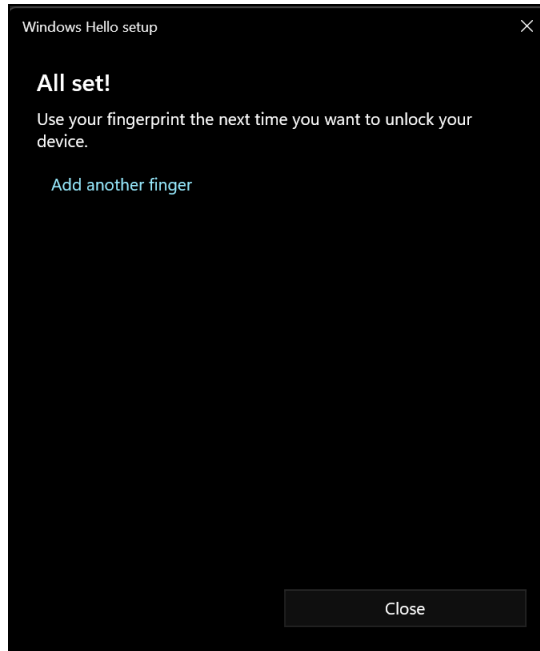 Windows Hello setup
All set!
Use your fingerprint the next time you want to unlock your
device.
Add another finger
Close